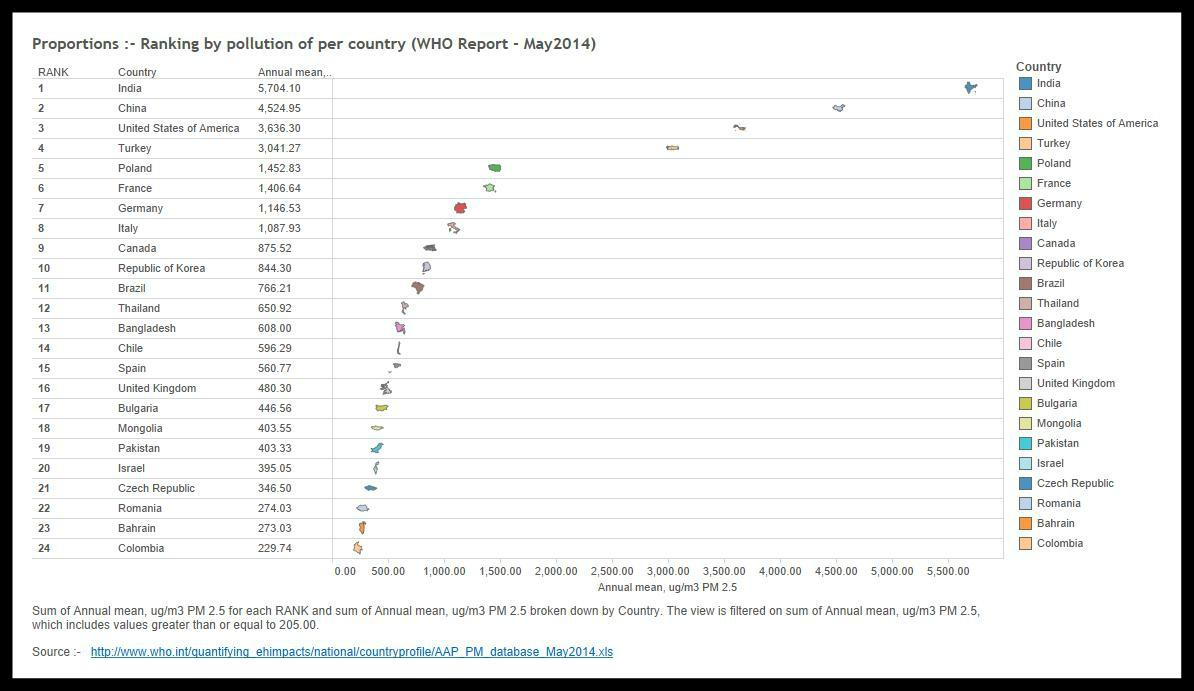 Proportions :- Ranking by pollution of per country (WHO Report - May2014)
RANK Country Annual mean,..
1 India 5,704.10
2 China 4,524.95
3 United States of America 3,636.30
4 Turkey 3,041.27
5 Poland 1,452.83
6 France 1,406.64
7 Germany 1,146.53
8 Italy 1,087.93
9 Canada 875.52
10 Republic of Korea 844.30
11 Brazil 766.21
12 Thailand 650.92
13 Bangladesh 608.00
14 Chile 596.29
15 Spain 560.77
16 United Kingdom 480.30
17 Bulgaria 446.56
18 Mongolia 403.55
19 Pakistan 403.33
20 Israel 395.05
21 Czech Republic 346.50
22 Romania 274.03
23 Bahrain 273.03
24 Colombia 229.74
0.00 500.00 1,000.00 1,500.00 2,000.00 2,500.00 3,000.00 3,500.00 4,000.00 4,500.00 5,000.00 5,500.00
Annual mean, ug/m3 PM 2.5
Country
India
China
United States of America
Turkey
Poland
France
Germany
Italy
Canada
Republic of Korea
Brazil
Thailand
Bangladesh
Chile
Spain
United Kingdom
Bulgaria
Mongolia
Pakistan
Israel
Czech Republic
Romania
Bahrain
Colombia
Sum of Annual mean, ug/m3 PM 2.5 for each RANK and sum of Annual mean, ug/m3 PM 2.5 broken down by Country. The view is filtered on sum of Annual mean, ug/m3 PM 2.5,
which includes values greater than or equal to 205.00.
Source :- http://www.who.int/quantifying_ehimpacts/national/countryprofile/AAP_PM_database_May2014.xls